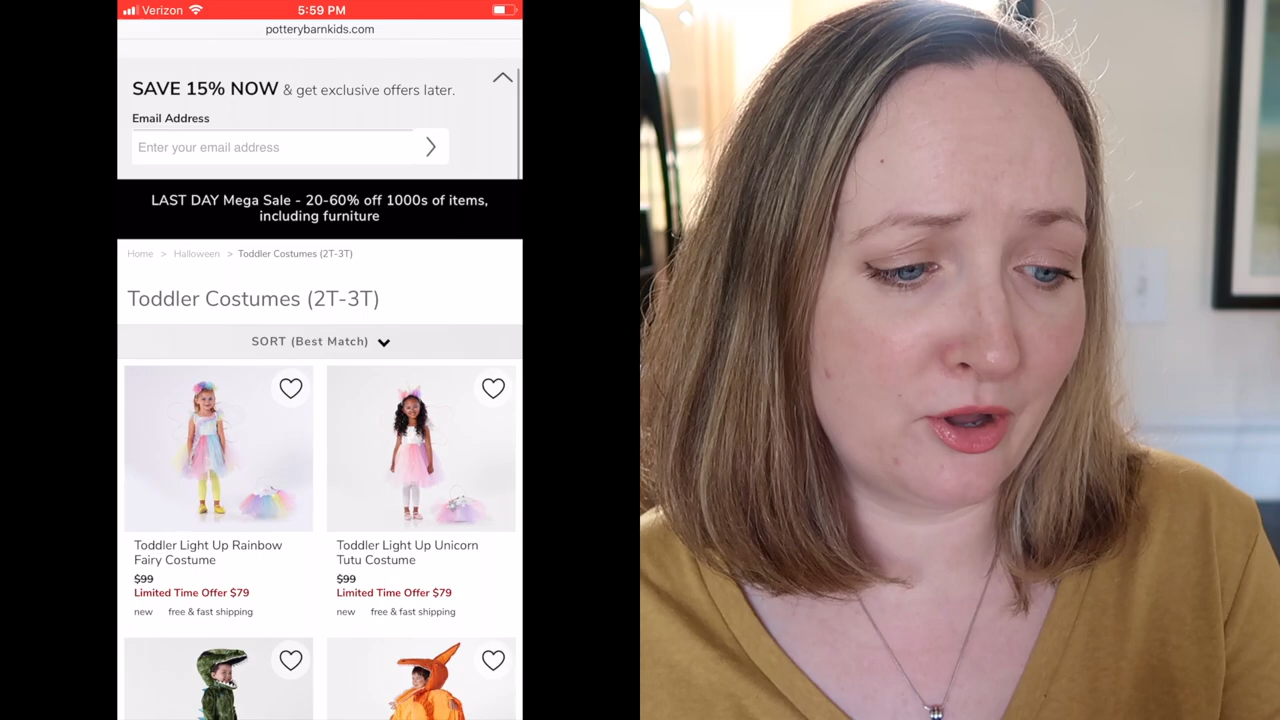 Verizon 5:59 PM
potterybarnkids.com
SAVE 15% NOW & get exclusive offers later.
Email Address
Enter your email address
LAST DAY Mega Sale - 20-60% off 1000s of items,
including furniture
Home > Halloween > Toddler Costumes (2T-3T)
Toddler Costumes (2T-3T)
SORT (Best Match)
Toddler Light Up Rainbow
Fairy Costume
$99
Limited Time Offer $79
new free & fast shipping
Toddler Light Up Unicorn
Tutu Costume
$99
Limited Time Offer $79
new free & fast shipping